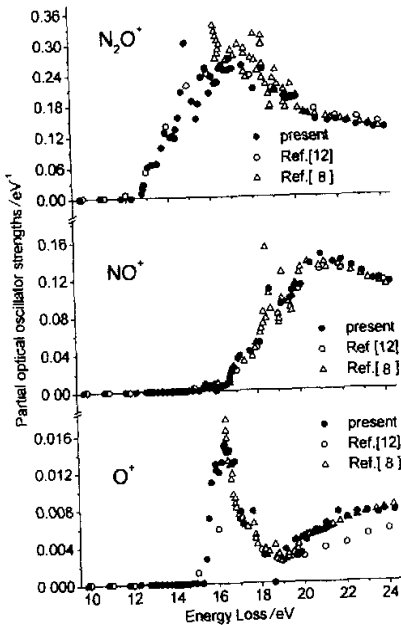 0.36
N₂O⁺
0.30
0.24
0.18
0.12
present
Ref.[12]
0.06
Ref.[ 8 ]
0.00
0.16
NO⁺
0.12
0.08
present
Ref [12]
0.04
Ref.[ 8 ]
0.00
present
0.016
Ref.[12]
Ref.[ 8 ]
0.012
O⁺
0.008
0.004
0.000
10 12 14 16 18 20 22 24
Energy Loss/eV
Partial optical oscillator strengths/eV⁻¹